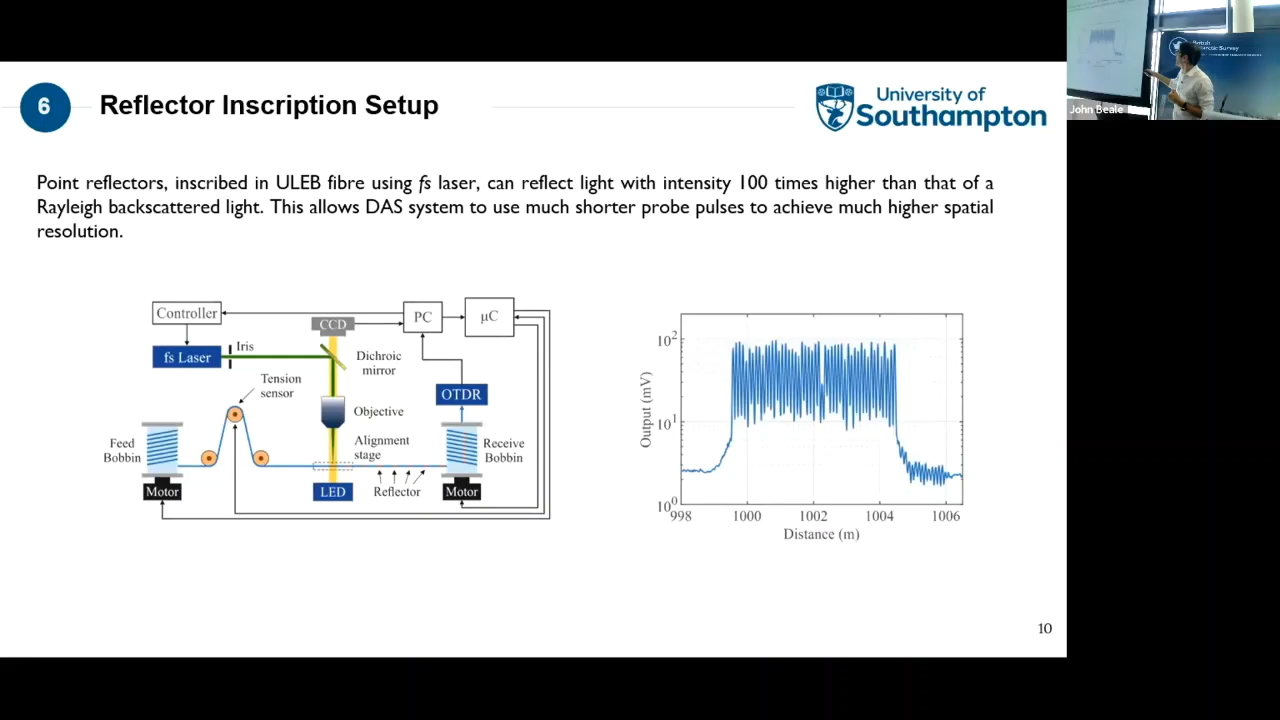 6
Reflector Inscription Setup
University of
Southampton
Point reflectors, inscribed in ULEB fibre using fs laser, can reflect light with intensity 100 times higher than that of a
Rayleigh backscattered light. This allows DAS system to use much shorter probe pulses to achieve much higher spatial
resolution.
Controller
CCD
PC
μC
fs Laser
Iris
Dichroic
mirror
Tension
sensor
OTDR
Objective
Feed
Bobbin
Alignment
stage
Receive
Bobbin
Motor
LED
Reflector
Motor
Output (mV)
10²
10¹
10⁰
998
1000
1002
1004
1006
Distance (m)
10
John Beale